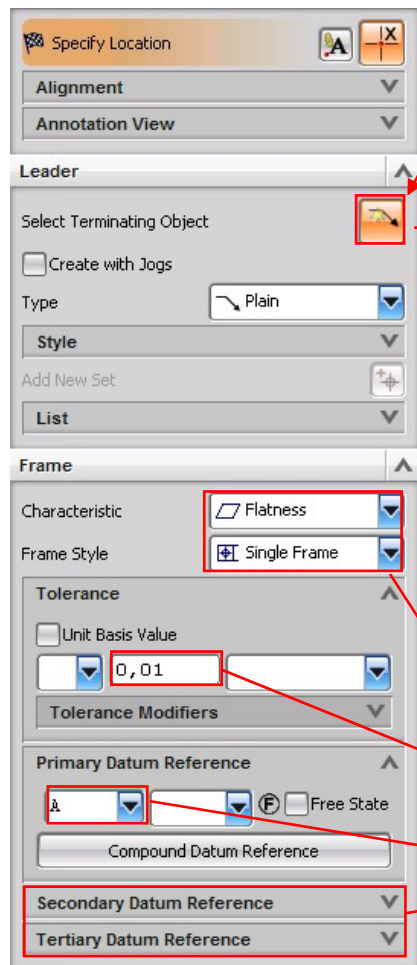 Specify Location A X
Alignment
Annotation View
Leader
Select Terminating Object
Create with Jogs
Type Plain
Style
Add New Set
List
Frame
Characteristic Flatness
Frame Style Single Frame
Tolerance
Unit Basis Value
0,01
Tolerance Modifiers
Primary Datum Reference
A F Free State
Compound Datum Reference
Secondary Datum Reference
Tertiary Datum Reference